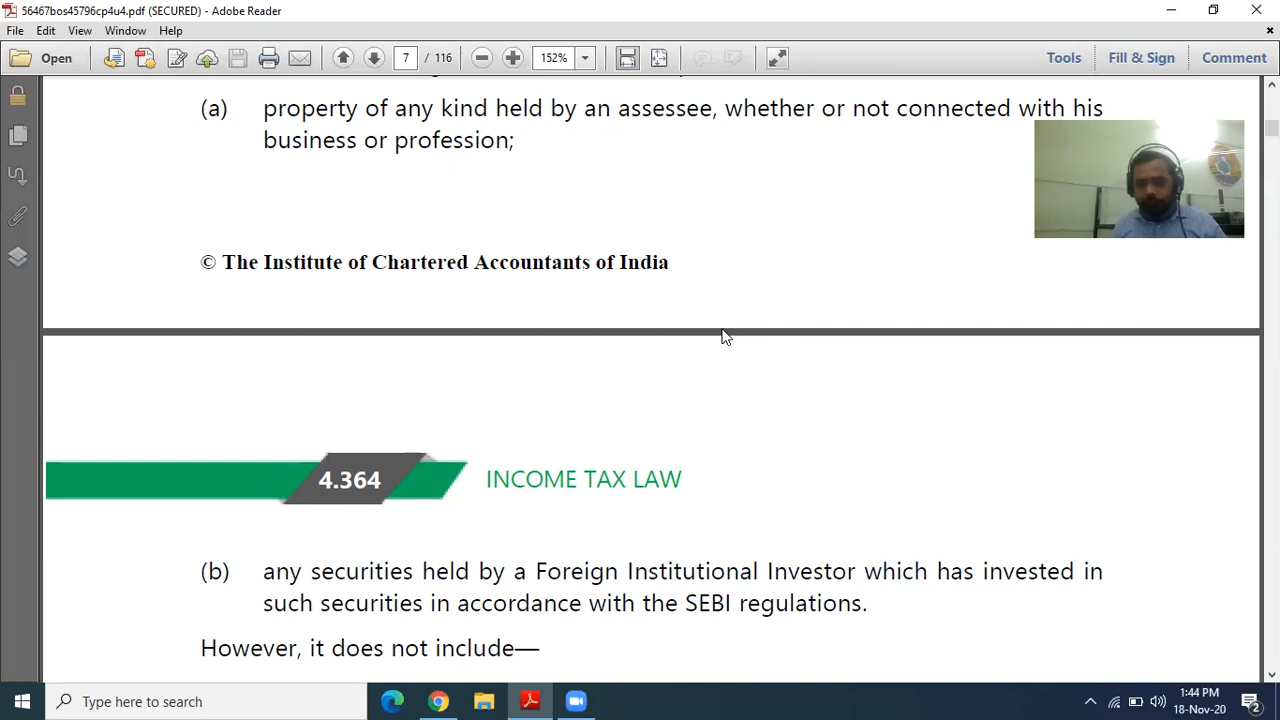 56467bos45796cp4u4.pdf (SECURED) - Adobe Reader
File Edit View Window Help
Open 7 / 116 152% Tools Fill & Sign Comment
(a) property of any kind held by an assessee, whether or not connected with his
business or profession;
© The Institute of Chartered Accountants of India
4.364 INCOME TAX LAW
(b) any securities held by a Foreign Institutional Investor which has invested in
such securities in accordance with the SEBI regulations.
However, it does not include—
Type here to search
1:44 PM
18-Nov-20
2